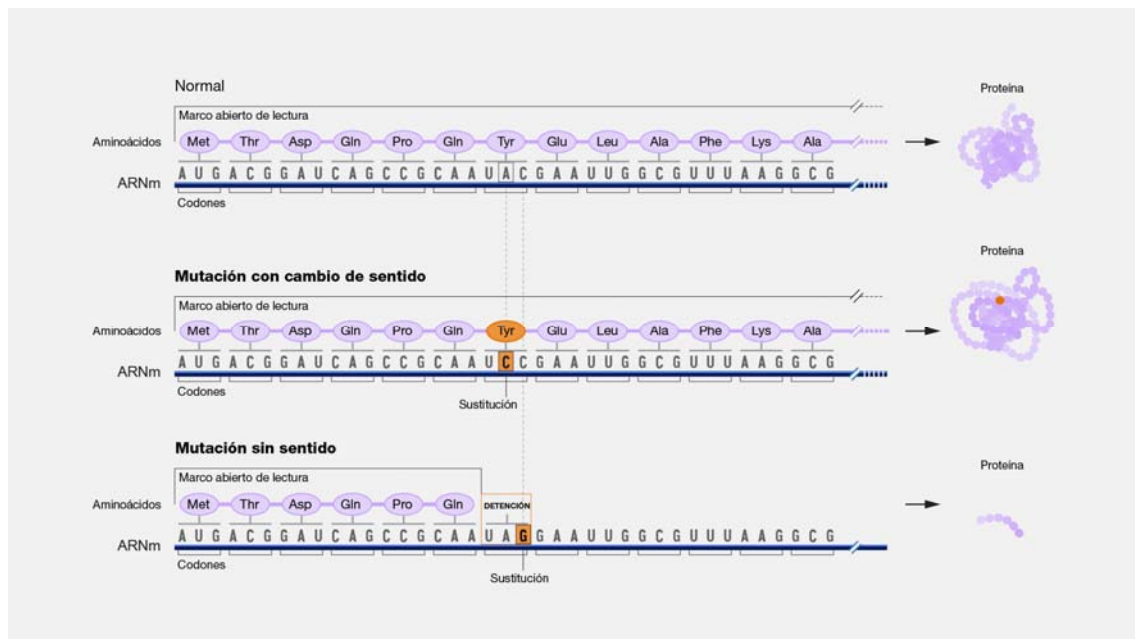 Normal
Proteína
Marco abierto de lectura
Aminoácidos Met Thr Asp Gln Pro Gln Tyr Glu Leu Ala Phe Lys Ala
ARNm A U G A C G G A U C A G C C G C A A U A C G A A U U G G C G U U U A A G G C G
Codones
Proteína
Mutación con cambio de sentido
Marco abierto de lectura
Aminoácidos Met Thr Asp Gln Pro Gln Tyr Glu Leu Ala Phe Lys Ala
ARNm A U G A C G G A U C A G C C G C A A U C C G A A U U G G C G U U U A A G G C G
Codones
Sustitución
Mutación sin sentido
Proteína
Marco abierto de lectura
Aminoácidos Met Thr Asp Gln Pro Gln DETENCIÓN
ARNm A U G A C G G A U C A G C C G C A A U A G G A A U U G G C G U U U A A G G C G
Codones
Sustitución